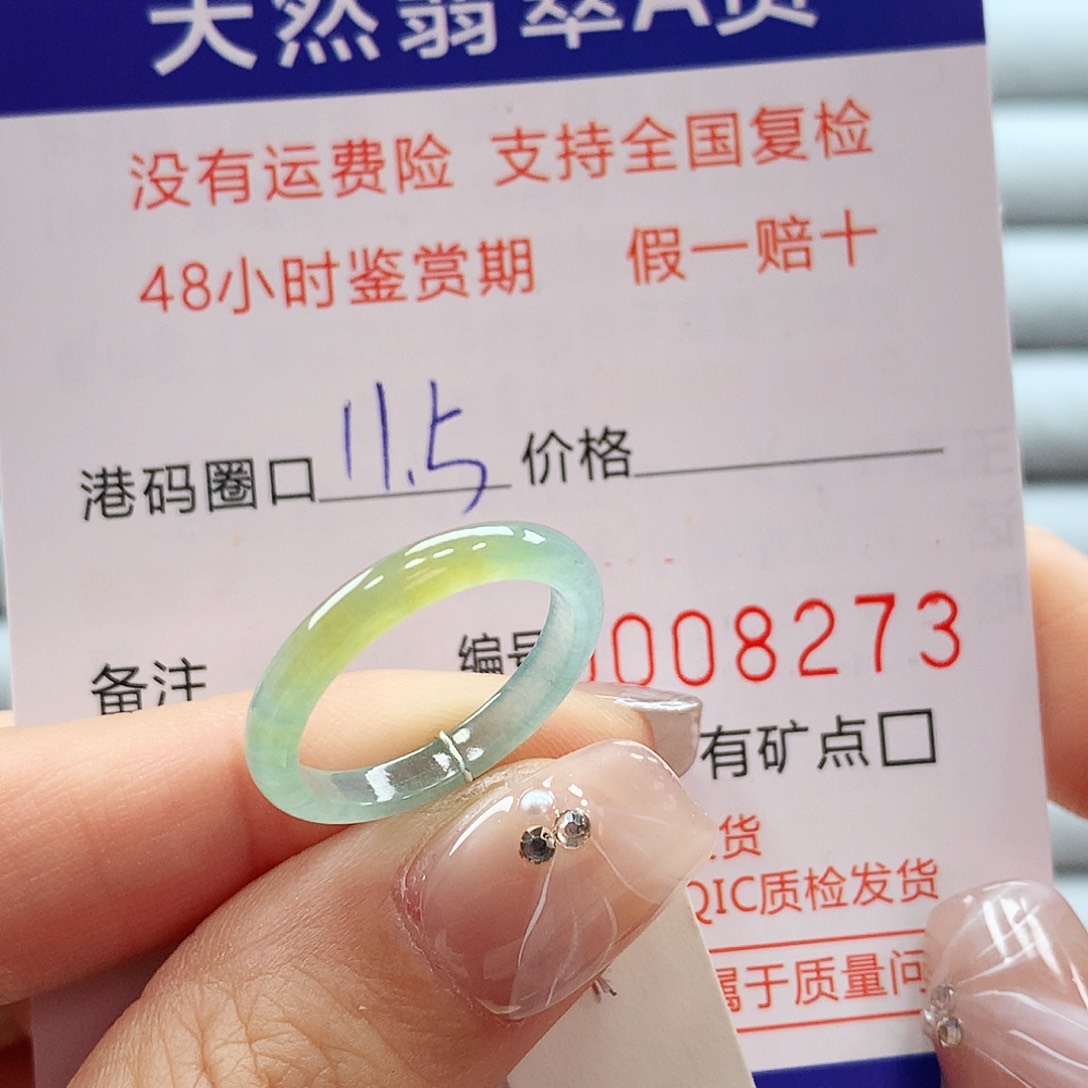 天然翡翠A货
没有运费险 支持全国复检
48小时鉴赏期 假一赔十
港码圈口 11.5 价格
备注 编号 008273
有矿点□
货
QIC质检发货
属于质量问